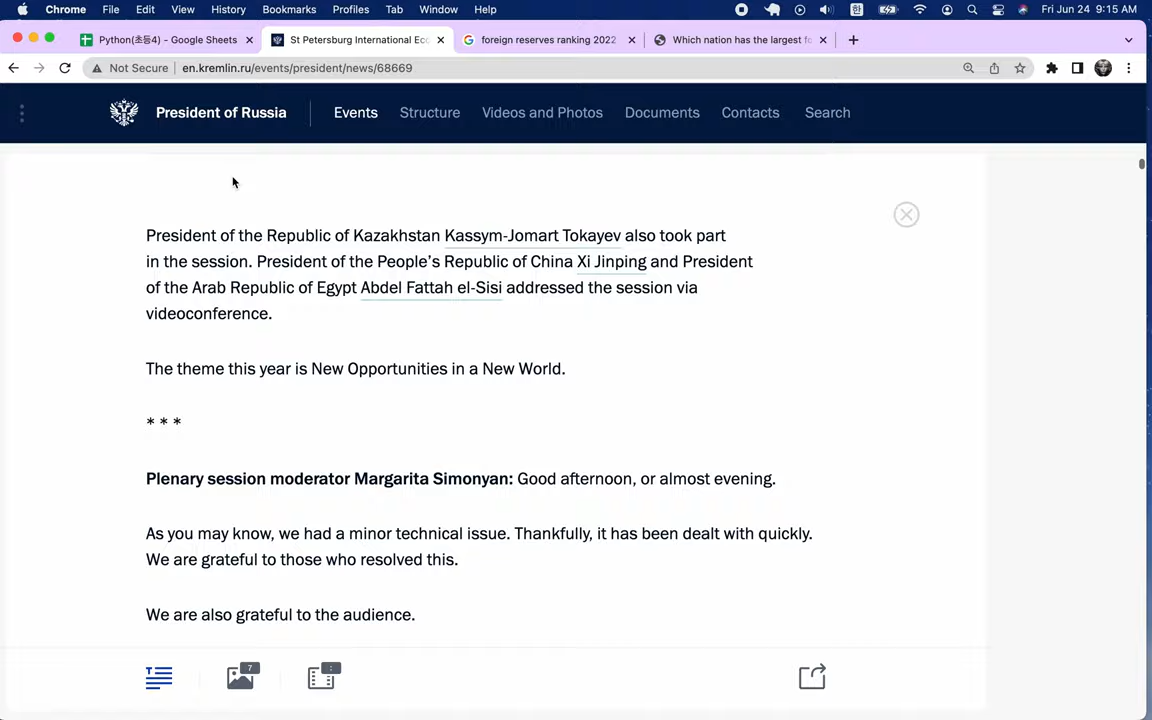 Chrome File Edit View History Bookmarks Profiles Tab Window Help 한 Fri Jun 24 9:15 AM
Python(초등4) - Google Sheets St Petersburg International Ec foreign reserves ranking 2022 Which nation has the largest f
Not Secure en.kremlin.ru/events/president/news/68669
President of Russia Events Structure Videos and Photos Documents Contacts Search
President of the Republic of Kazakhstan Kassym-Jomart Tokayev also took part
in the session. President of the People's Republic of China Xi Jinping and President
of the Arab Republic of Egypt Abdel Fattah el-Sisi addressed the session via
videoconference.
The theme this year is New Opportunities in a New World.
* * *
Plenary session moderator Margarita Simonyan: Good afternoon, or almost evening.
As you may know, we had a minor technical issue. Thankfully, it has been dealt with quickly.
We are grateful to those who resolved this.
We are also grateful to the audience.
7 :